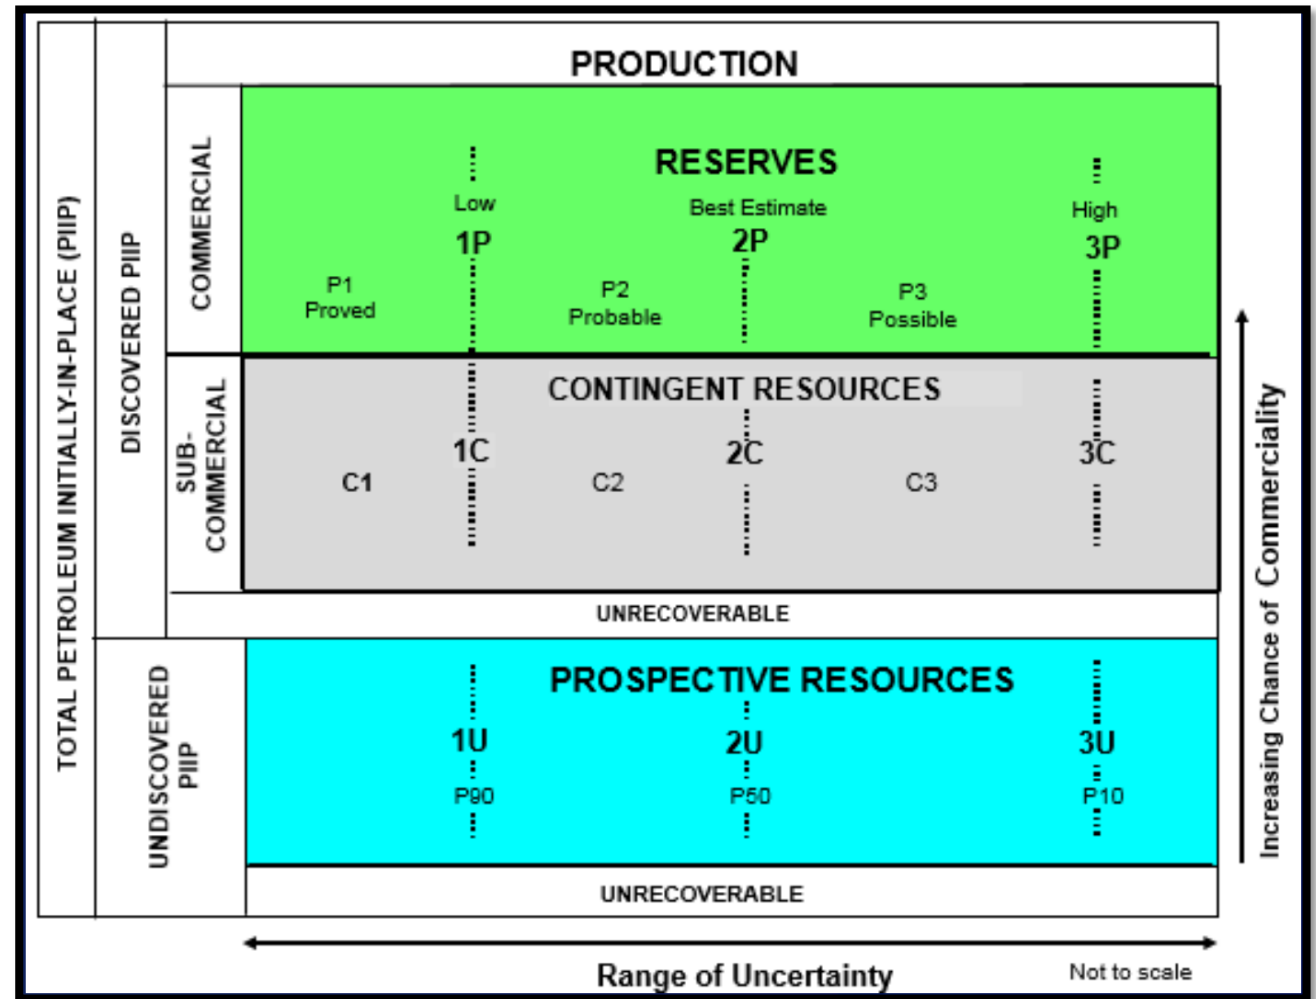 TOTAL PETROLEUM INITIALLY-IN-PLACE (PIIP)
DISCOVERED PIIP
UNDISCOVERED
PIIP
COMMERCIAL
SUB-
COMMERCIAL
PRODUCTION
RESERVES
Low
Best Estimate
High
1P
2P
3P
P1
Proved
P2
Probable
P3
Possible
CONTINGENT RESOURCES
1C
2C
3C
C1
C2
C3
UNRECOVERABLE
PROSPECTIVE RESOURCES
1U
2U
3U
P90
P50
P10
UNRECOVERABLE
Increasing Chance of Commerciality
Range of Uncertainty
Not to scale